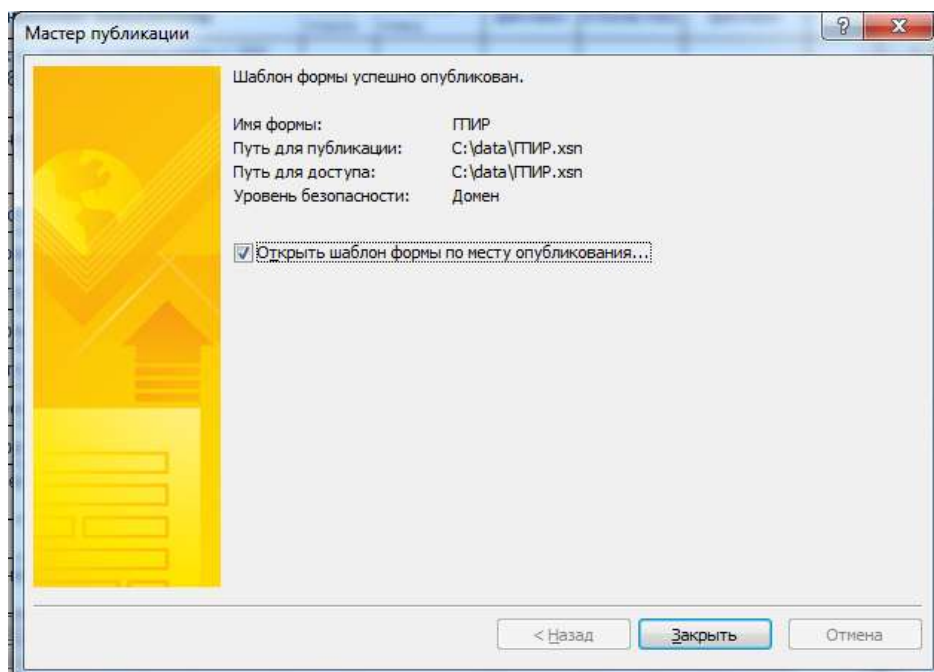 Мастер публикации
Шаблон формы успешно опубликован.
Имя формы: ГПИР
Путь для публикации: C:\data\ГПИР.xsn
Путь для доступа: C:\data\ГПИР.xsn
Уровень безопасности: Домен
Открыть шаблон формы по месту опубликования...
< Назад Закрыть Отмена